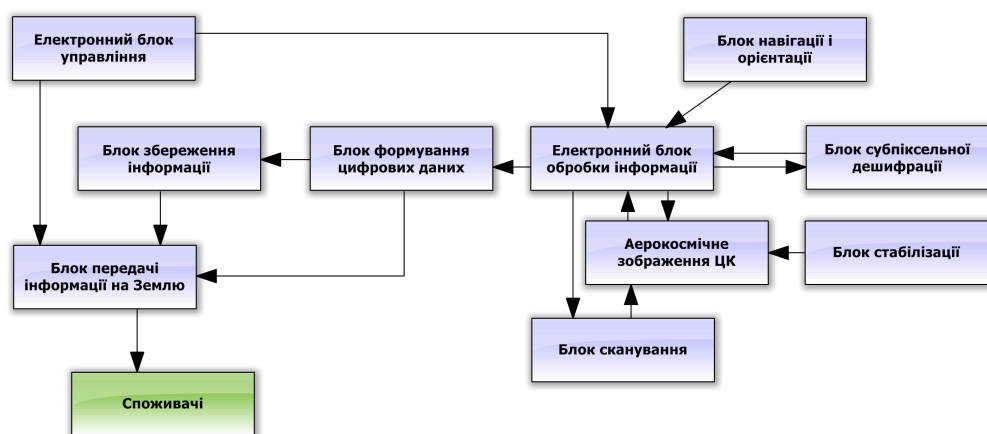 Електронний блок
управління
Блок навігації і
орієнтації
Блок збереження
інформації
Блок формування
цифрових даних
Електронний блок
обробки інформації
Блок субпіксельної
дешифрації
Аерокосмічне
зображення ЦК
Блок стабілізації
Блок передачі
інформації на Землю
Блок сканування
Споживачі